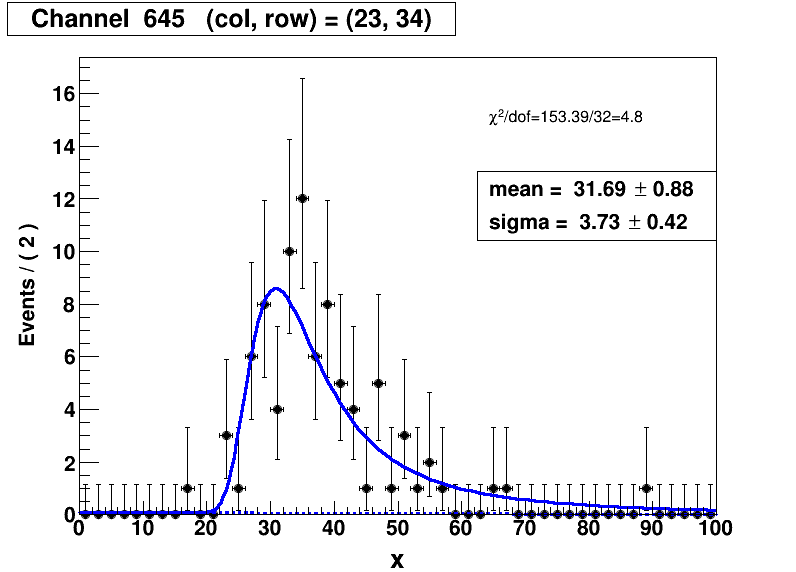 Channel 645 (col, row) = (23, 34)
χ²/dof=153.39/32=4.8
mean = 31.69 ± 0.88
sigma = 3.73 ± 0.42
Events / ( 2 )
16
14
12
10
8
6
4
2
0
0 10 20 30 40 50 60 70 80 90 100
x